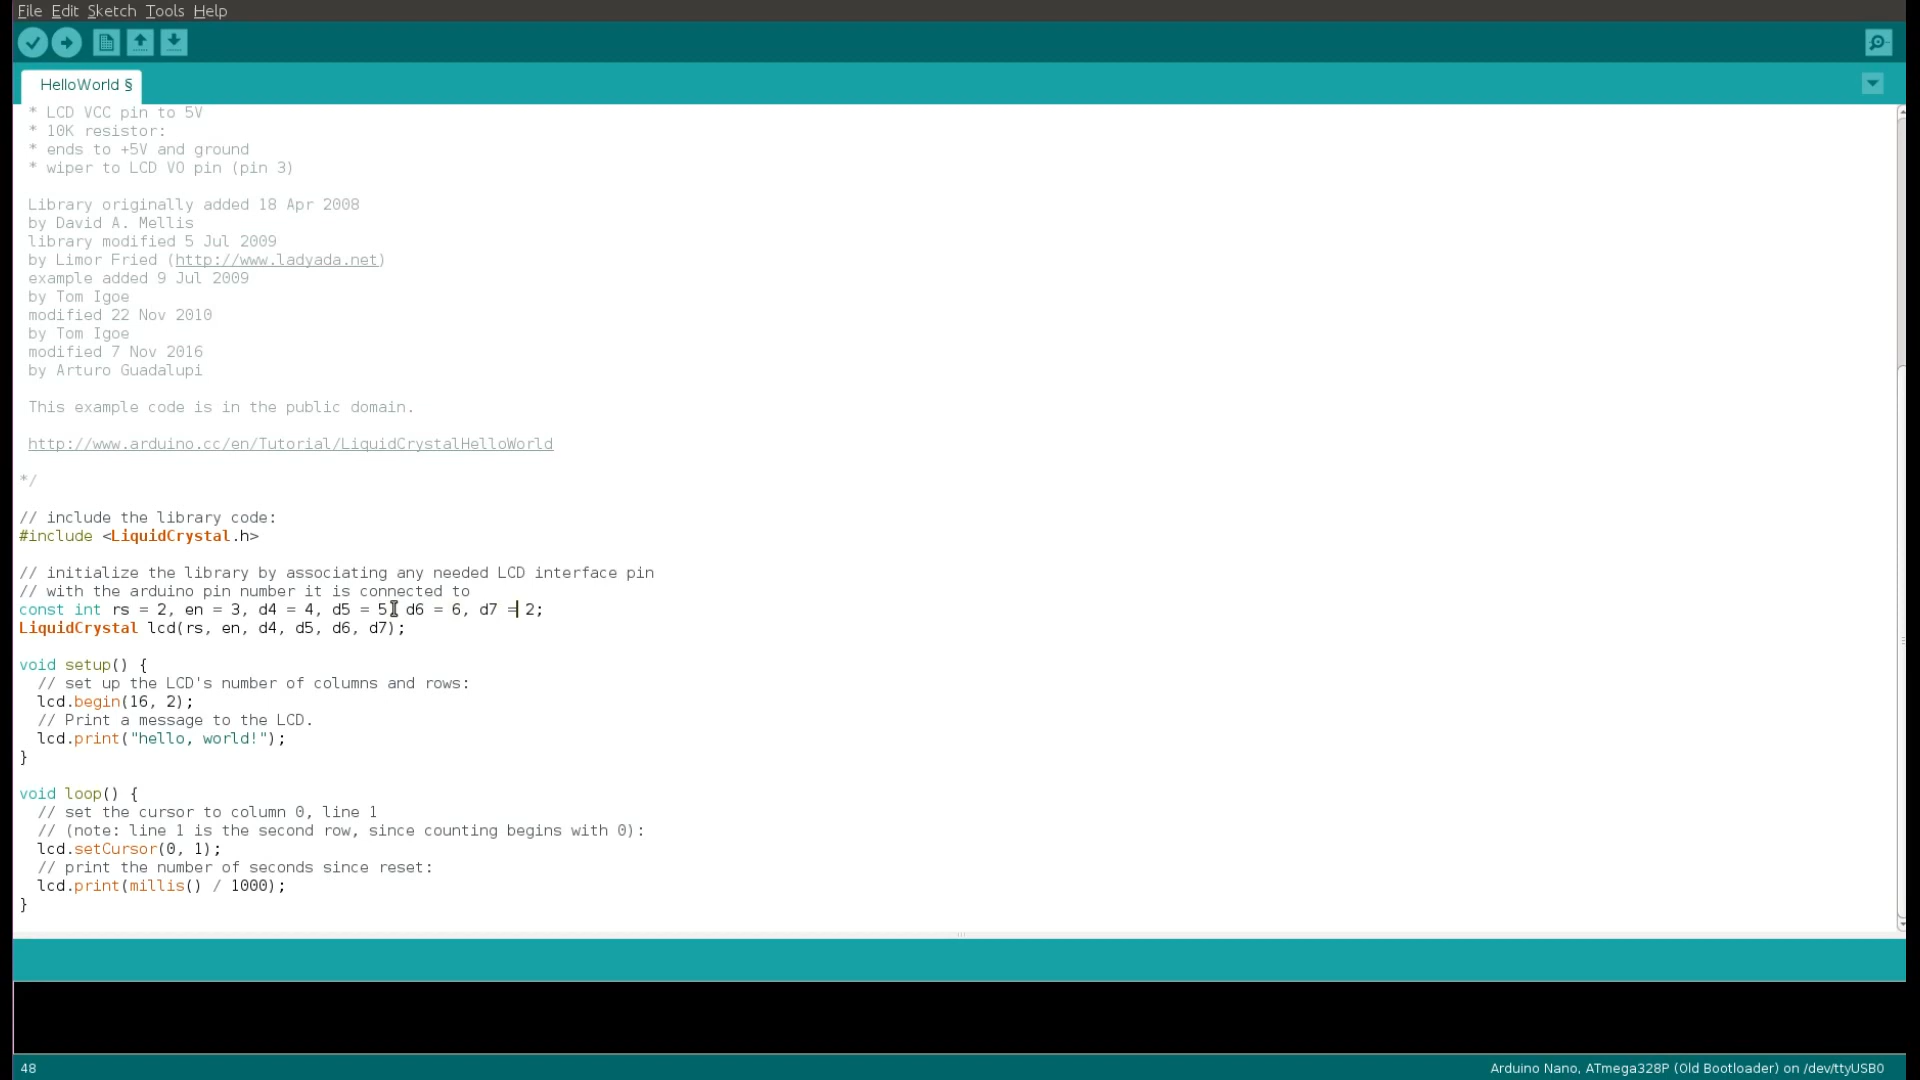 File Edit Sketch Tools Help
HelloWorld §
* LCD VCC pin to 5V
* 10K resistor:
* ends to +5V and ground
* wiper to LCD VO pin (pin 3)
Library originally added 18 Apr 2008
by David A. Mellis
library modified 5 Jul 2009
by Limor Fried (http://www.ladyada.net)
example added 9 Jul 2009
by Tom Igoe
modified 22 Nov 2010
by Tom Igoe
modified 7 Nov 2016
by Arturo Guadalupi
This example code is in the public domain.
http://www.arduino.cc/en/Tutorial/LiquidCrystalHelloWorld
*/
// include the library code:
#include <LiquidCrystal.h>
// initialize the library by associating any needed LCD interface pin
// with the arduino pin number it is connected to
const int rs = 2, en = 3, d4 = 4, d5 = 5, d6 = 6, d7 = 2;
LiquidCrystal lcd(rs, en, d4, d5, d6, d7);
void setup() {
// set up the LCD's number of columns and rows:
lcd.begin(16, 2);
// Print a message to the LCD.
lcd.print("hello, world!");
}
void loop() {
// set the cursor to column 0, line 1
// (note: line 1 is the second row, since counting begins with 0):
lcd.setCursor(0, 1);
// print the number of seconds since reset:
lcd.print(millis() / 1000);
}
48
Arduino Nano, ATmega328P (Old Bootloader) on /dev/ttyUSB0